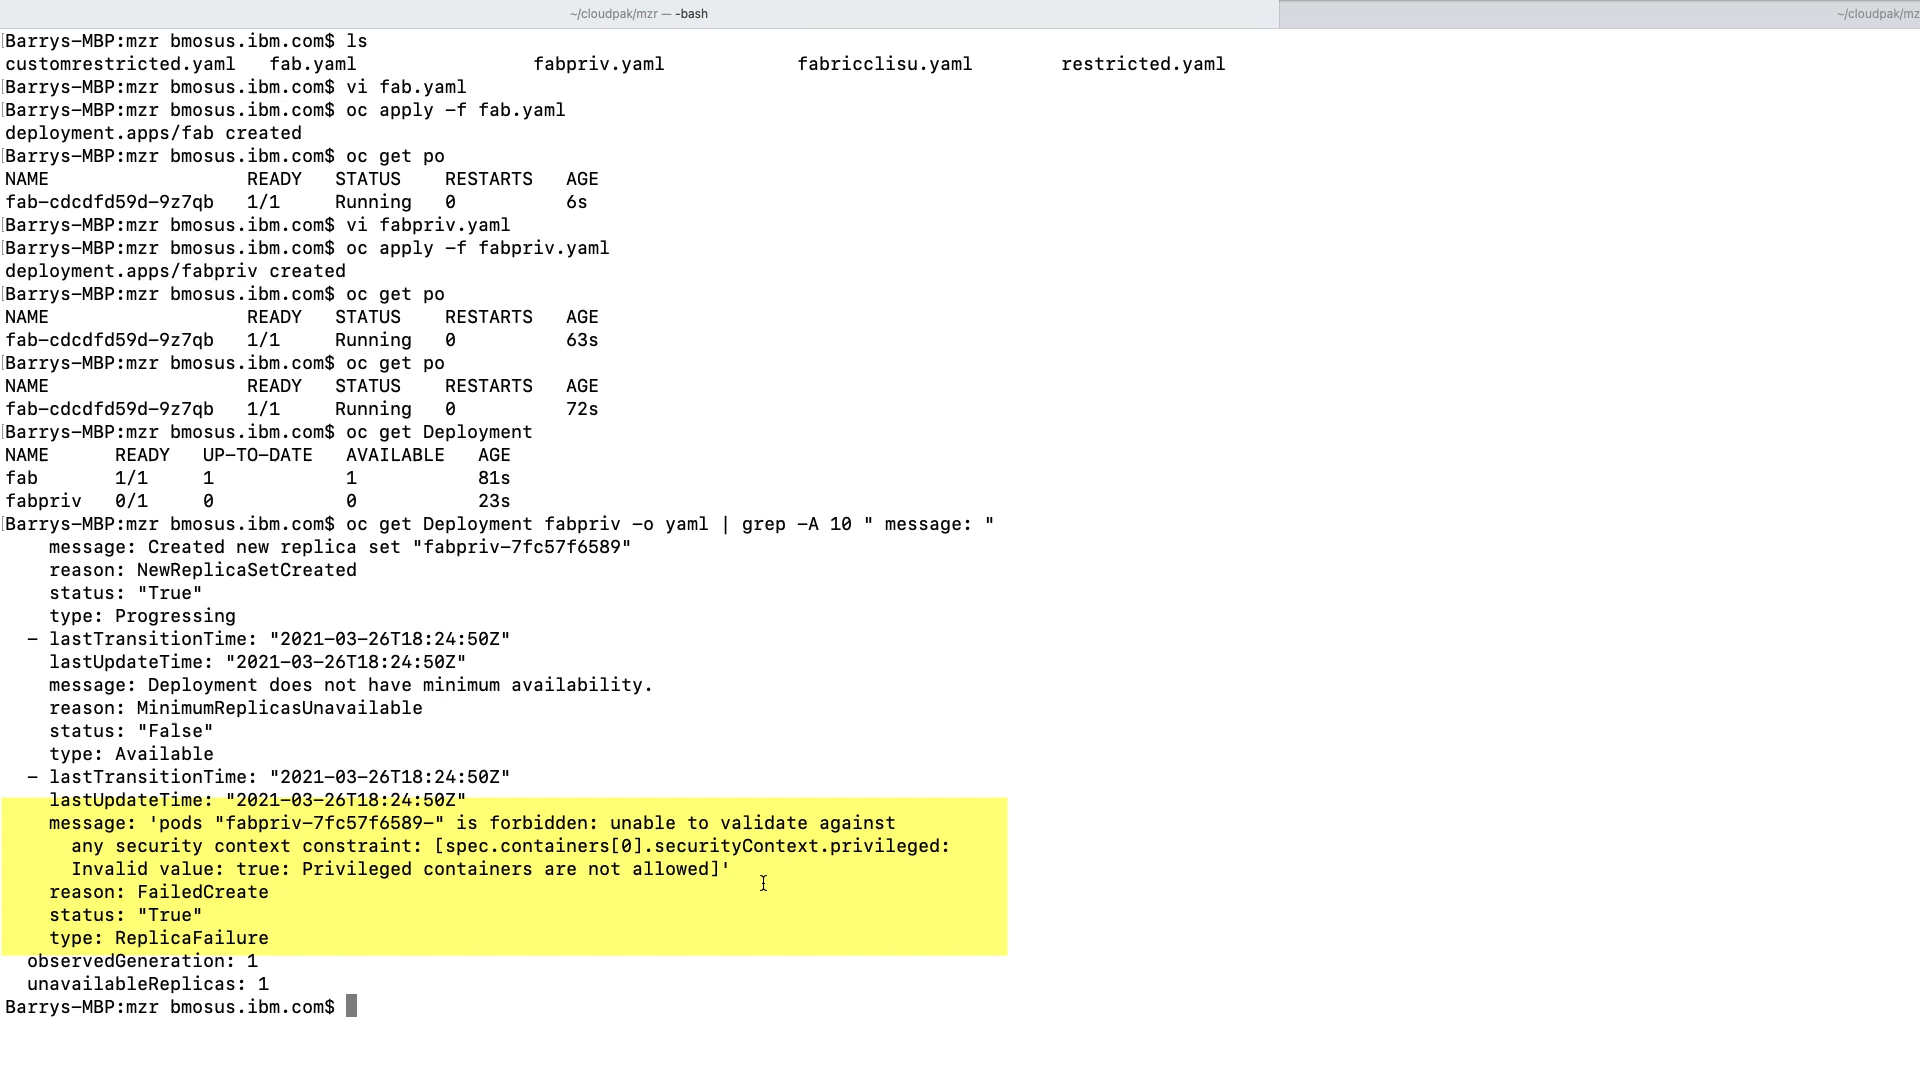 ~/cloudpak/mzr — -bash
~/cloudpak/mz
Barrys-MBP:mzr bmosus.ibm.com$ ls
customrestricted.yaml   fab.yaml                fabpriv.yaml            fabricclisu.yaml        restricted.yaml
Barrys-MBP:mzr bmosus.ibm.com$ vi fab.yaml
Barrys-MBP:mzr bmosus.ibm.com$ oc apply -f fab.yaml
deployment.apps/fab created
Barrys-MBP:mzr bmosus.ibm.com$ oc get po
NAME                  READY   STATUS    RESTARTS   AGE
fab-cdcdfd59d-9z7qb   1/1     Running   0          6s
Barrys-MBP:mzr bmosus.ibm.com$ vi fabpriv.yaml
Barrys-MBP:mzr bmosus.ibm.com$ oc apply -f fabpriv.yaml
deployment.apps/fabpriv created
Barrys-MBP:mzr bmosus.ibm.com$ oc get po
NAME                  READY   STATUS    RESTARTS   AGE
fab-cdcdfd59d-9z7qb   1/1     Running   0          63s
Barrys-MBP:mzr bmosus.ibm.com$ oc get po
NAME                  READY   STATUS    RESTARTS   AGE
fab-cdcdfd59d-9z7qb   1/1     Running   0          72s
Barrys-MBP:mzr bmosus.ibm.com$ oc get Deployment
NAME      READY   UP-TO-DATE   AVAILABLE   AGE
fab       1/1     1            1           81s
fabpriv   0/1     0            0           23s
Barrys-MBP:mzr bmosus.ibm.com$ oc get Deployment fabpriv -o yaml | grep -A 10 " message: "
    message: Created new replica set "fabpriv-7fc57f6589"
    reason: NewReplicaSetCreated
    status: "True"
    type: Progressing
  - lastTransitionTime: "2021-03-26T18:24:50Z"
    lastUpdateTime: "2021-03-26T18:24:50Z"
    message: Deployment does not have minimum availability.
    reason: MinimumReplicasUnavailable
    status: "False"
    type: Available
  - lastTransitionTime: "2021-03-26T18:24:50Z"
    lastUpdateTime: "2021-03-26T18:24:50Z"
    message: 'pods "fabpriv-7fc57f6589-" is forbidden: unable to validate against
      any security context constraint: [spec.containers[0].securityContext.privileged:
      Invalid value: true: Privileged containers are not allowed]'
    reason: FailedCreate
    status: "True"
    type: ReplicaFailure
  observedGeneration: 1
  unavailableReplicas: 1
Barrys-MBP:mzr bmosus.ibm.com$